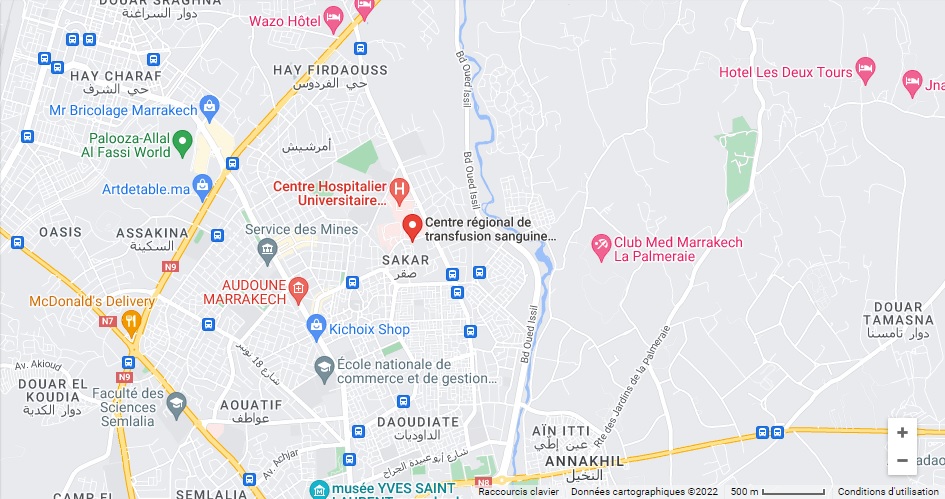 DOUAR SRAGHNA
دوار السراغنة
Wazo Hôtel
HAY CHARAF
حي الشرف
HAY FIRDAOUSS
حي الفردوس
Bd Oued Issil
Hotel Les Deux Tours
Jna
Mr Bricolage Marrakech
Palooza-Allal
Al Fassi World
أمرشيش
Bd Oued Issil
Artdetable.ma
Centre Hospitalier
Universitaire...
Centre régional de
transfusion sanguine...
OASIS
ASSAKINA
السكينة
Service des Mines
Club Med Marrakech
La Palmeraie
SAKAR
صقر
N9
AUDOUNE
MARRAKECH
McDonald's Delivery
N7
Kichoix Shop
DOUAR
TAMASNA
دوار تامسنا
Bd Oued Issil
Rte des Jardins de la Palmeraie
شارع 18 نونبر
Av. Akioud
N9
École nationale de
commerce et de gestion...
DOUAR EL
KOUDIA
دوار الكدية
Faculté des
Sciences
Semlalia
AOUATIF
عواطف
DAOUDIATE
الداوديات
AÏN ITTI
عين إطي
ANNAKHIL
النخيل
Av. Achjar
شارع أبو عبيدة الجراح
N8
musée YVES SAINT
CAMP EL
+
−
Raccourcis clavier
Données cartographiques ©2022
500 m
Conditions d'utilisation